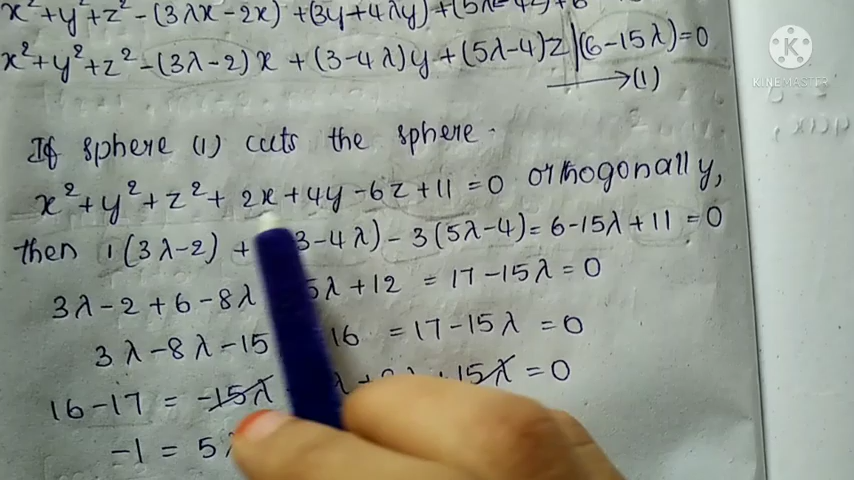 x²+y²+z²-(3λx-2x)+(3y+4λy)+
x²+y²+z²-(3λ-2)x+(3-4λ)y+(5λ-4)z(6-15λ)=0
→(1)
If sphere (1) cuts the sphere.
x²+y²+z²+2x+4y-6z+11=0 orthogonally,
then 1(3λ-2)+ 3-4λ)-3(5λ-4)=6-15λ+11=0
3λ-2+6-8λ 5λ+12=17-15λ=0
3λ-8λ-15 16=17-15λ=0
16-17=-15λ 15λ=0
-1=5
KINEMASTER